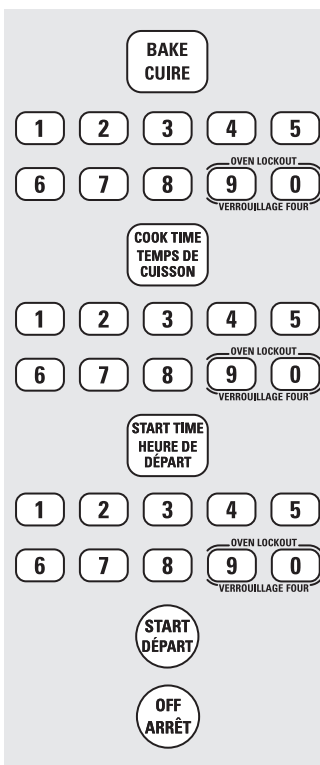 BAKE
CUIRE
1 2 3 4 5
OVEN LOCKOUT
6 7 8 9 0
VERROUILLAGE FOUR
COOK TIME
TEMPS DE
CUISSON
1 2 3 4 5
OVEN LOCKOUT
6 7 8 9 0
VERROUILLAGE FOUR
START TIME
HEURE DE
DÉPART
1 2 3 4 5
OVEN LOCKOUT
6 7 8 9 0
VERROUILLAGE FOUR
START
DÉPART
OFF
ARRÊT